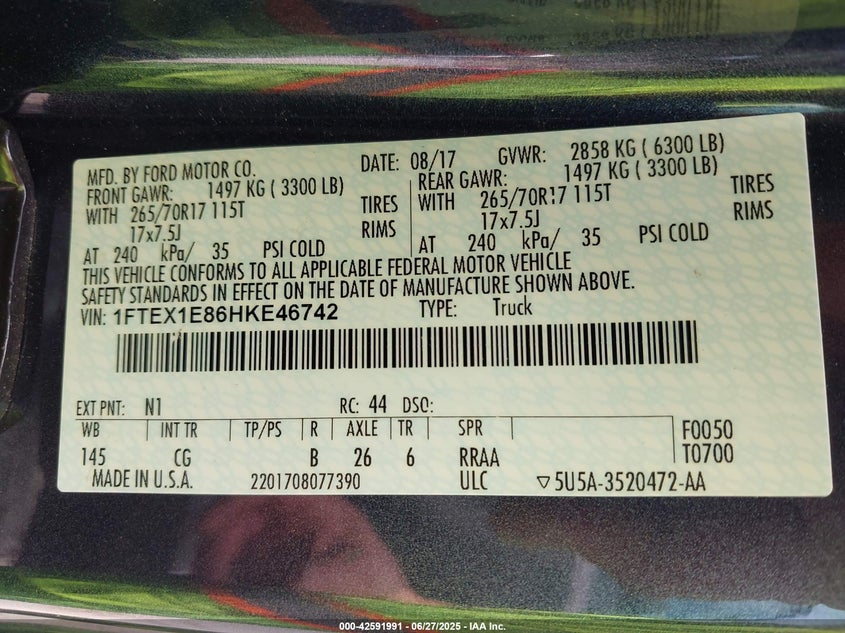 MFD. BY FORD MOTOR CO. DATE: 08/17 GVWR: 2858 KG ( 6300 LB)
FRONT GAWR: 1497 KG ( 3300 LB) REAR GAWR: 1497 KG ( 3300 LB)
WITH 265/70R17 115T TIRES WITH 265/70R17 115T TIRES
17x7.5J RIMS 17x7.5J RIMS
AT 240 kPa/ 35 PSI COLD AT 240 kPa/ 35 PSI COLD
THIS VEHICLE CONFORMS TO ALL APPLICABLE FEDERAL MOTOR VEHICLE
SAFETY STANDARDS IN EFFECT ON THE DATE OF MANUFACTURE SHOWN ABOVE.
VIN: 1FTEX1E86HKE46742 TYPE: Truck
EXT PNT: N1 RC: 44 DSO:
WB INT TR TP/PS R AXLE TR SPR F0050
145 CG B 26 6 RRAA T0700
MADE IN U.S.A. 2201708077390 ULC ▽5U5A-3520472-AA
000-42591991 - 06/27/2025 - IAA Inc.